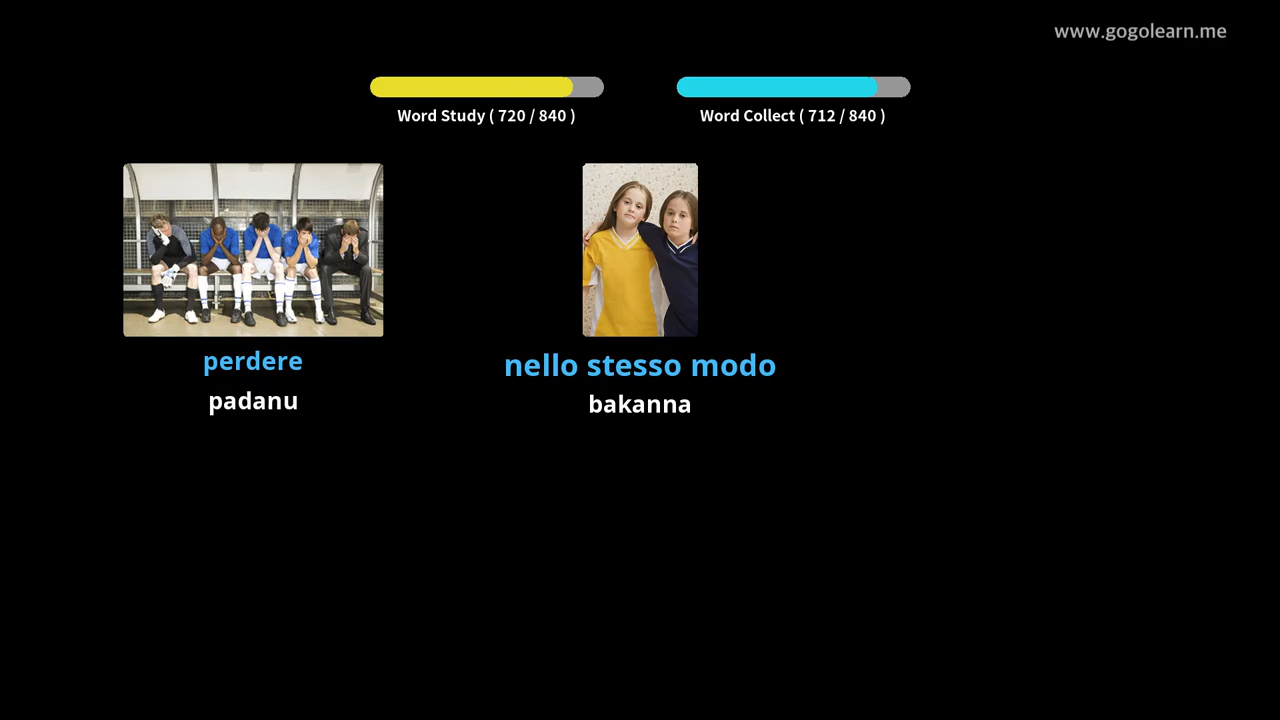 www.gogolearn.me
Word Study ( 720 / 840 )
Word Collect ( 712 / 840 )
perdere
padanu
nello stesso modo
bakanna